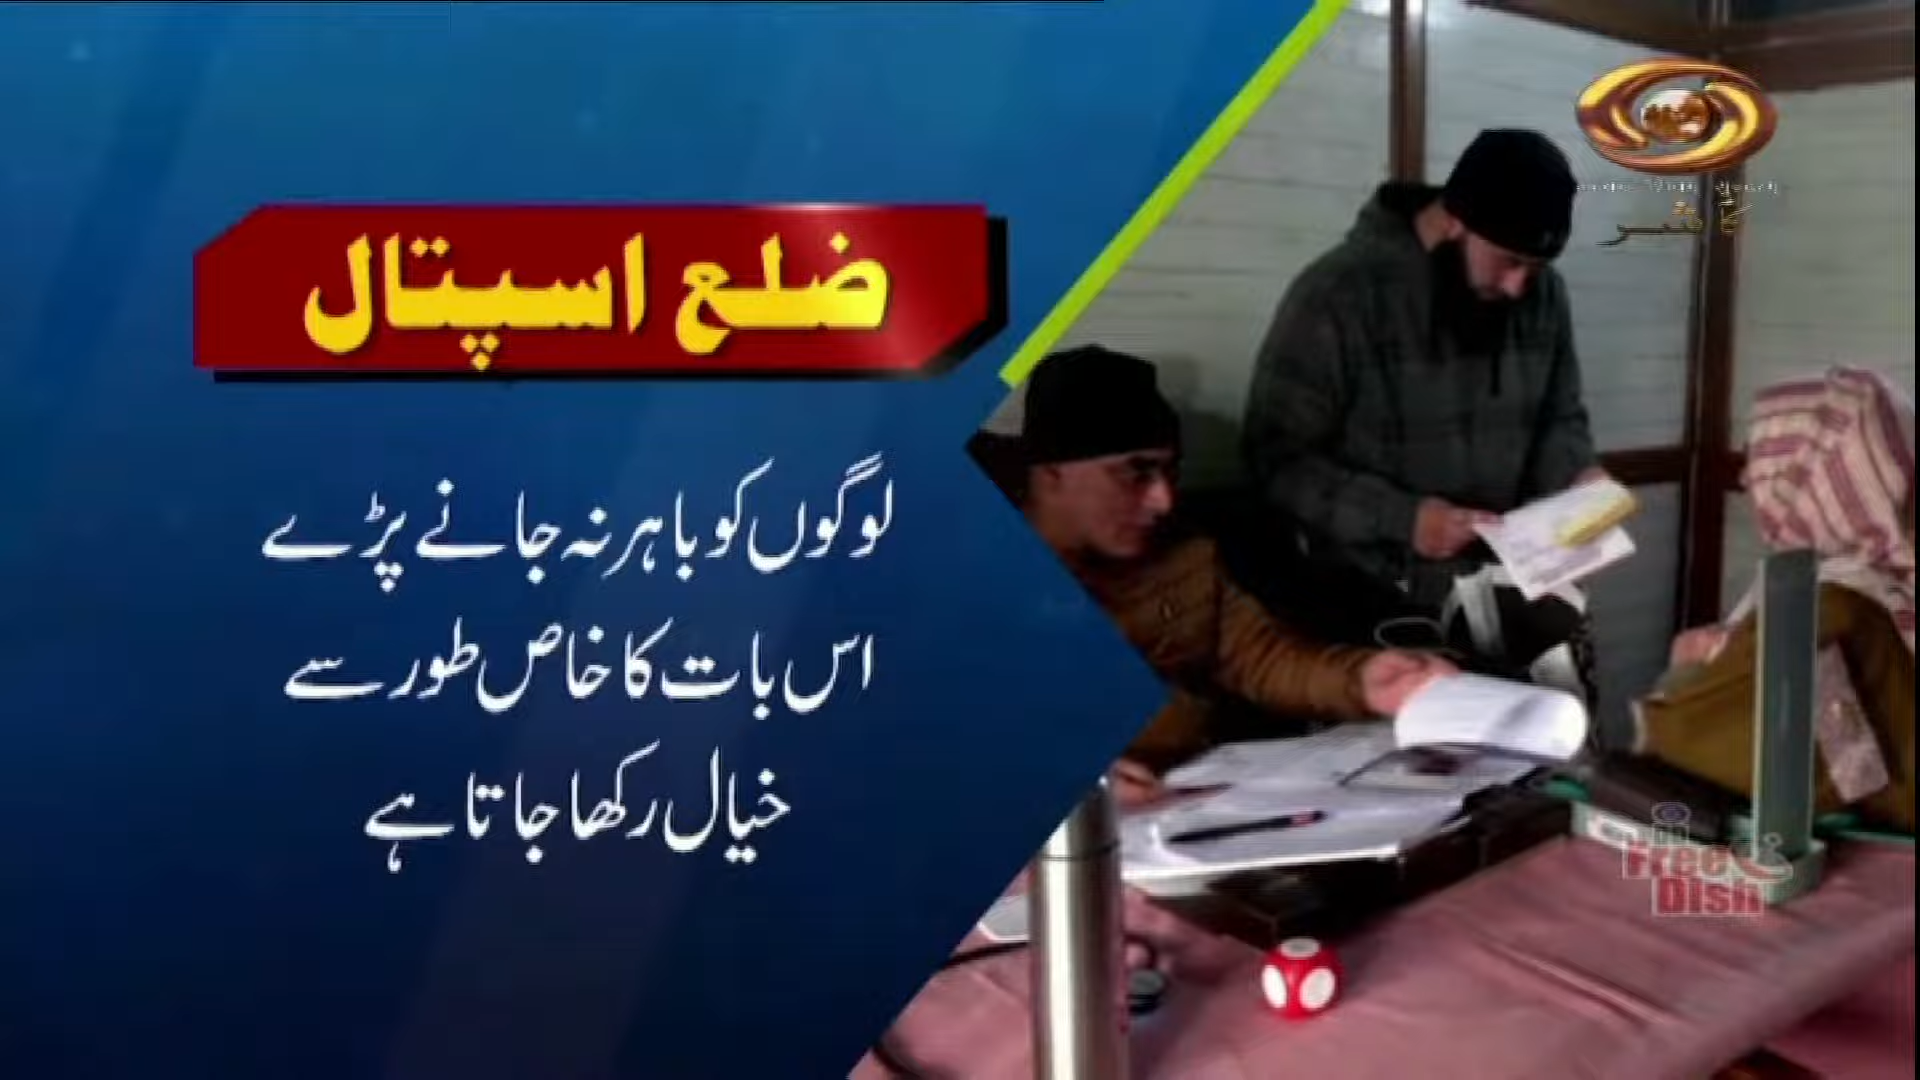 ضلع اسپتال
لوگوں کو باہر نہ جانے پڑے
اس بات کا خاص طور سے
خیال رکھا جاتا ہے
کٲشُر
Free
Dish